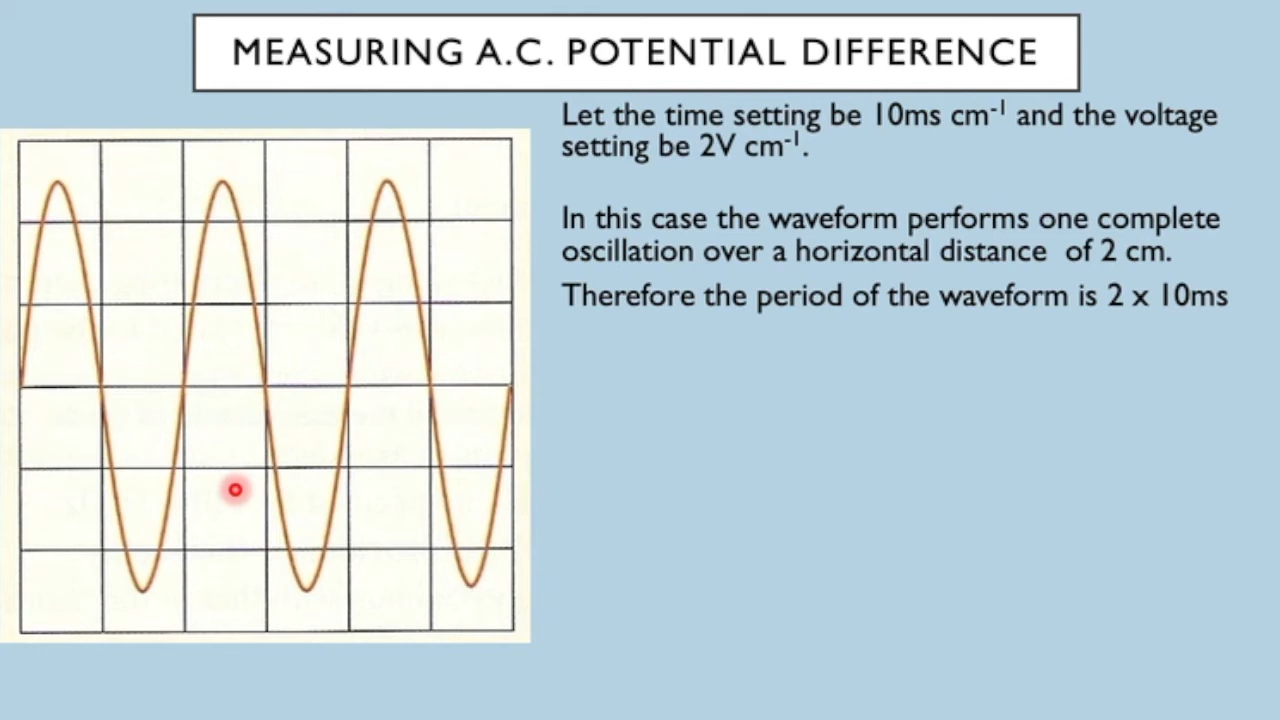 MEASURING A.C. POTENTIAL DIFFERENCE
Let the time setting be 10ms cm⁻¹ and the voltage
setting be 2V cm⁻¹.
In this case the waveform performs one complete
oscillation over a horizontal distance of 2 cm.
Therefore the period of the waveform is 2 x 10ms